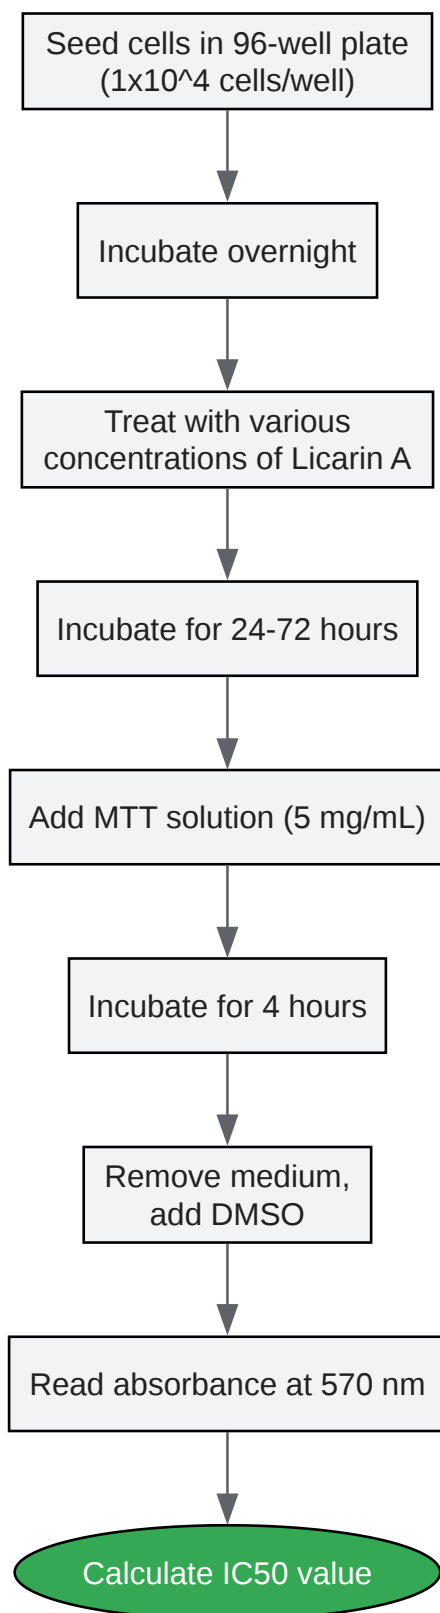 Seed cells in 96-well plate
(1x10^4 cells/well)
Incubate overnight
Treat with various
concentrations of Licarin A
Incubate for 24-72 hours
Add MTT solution (5 mg/mL)
Incubate for 4 hours
Remove medium,
add DMSO
Read absorbance at 570 nm
Calculate IC50 value